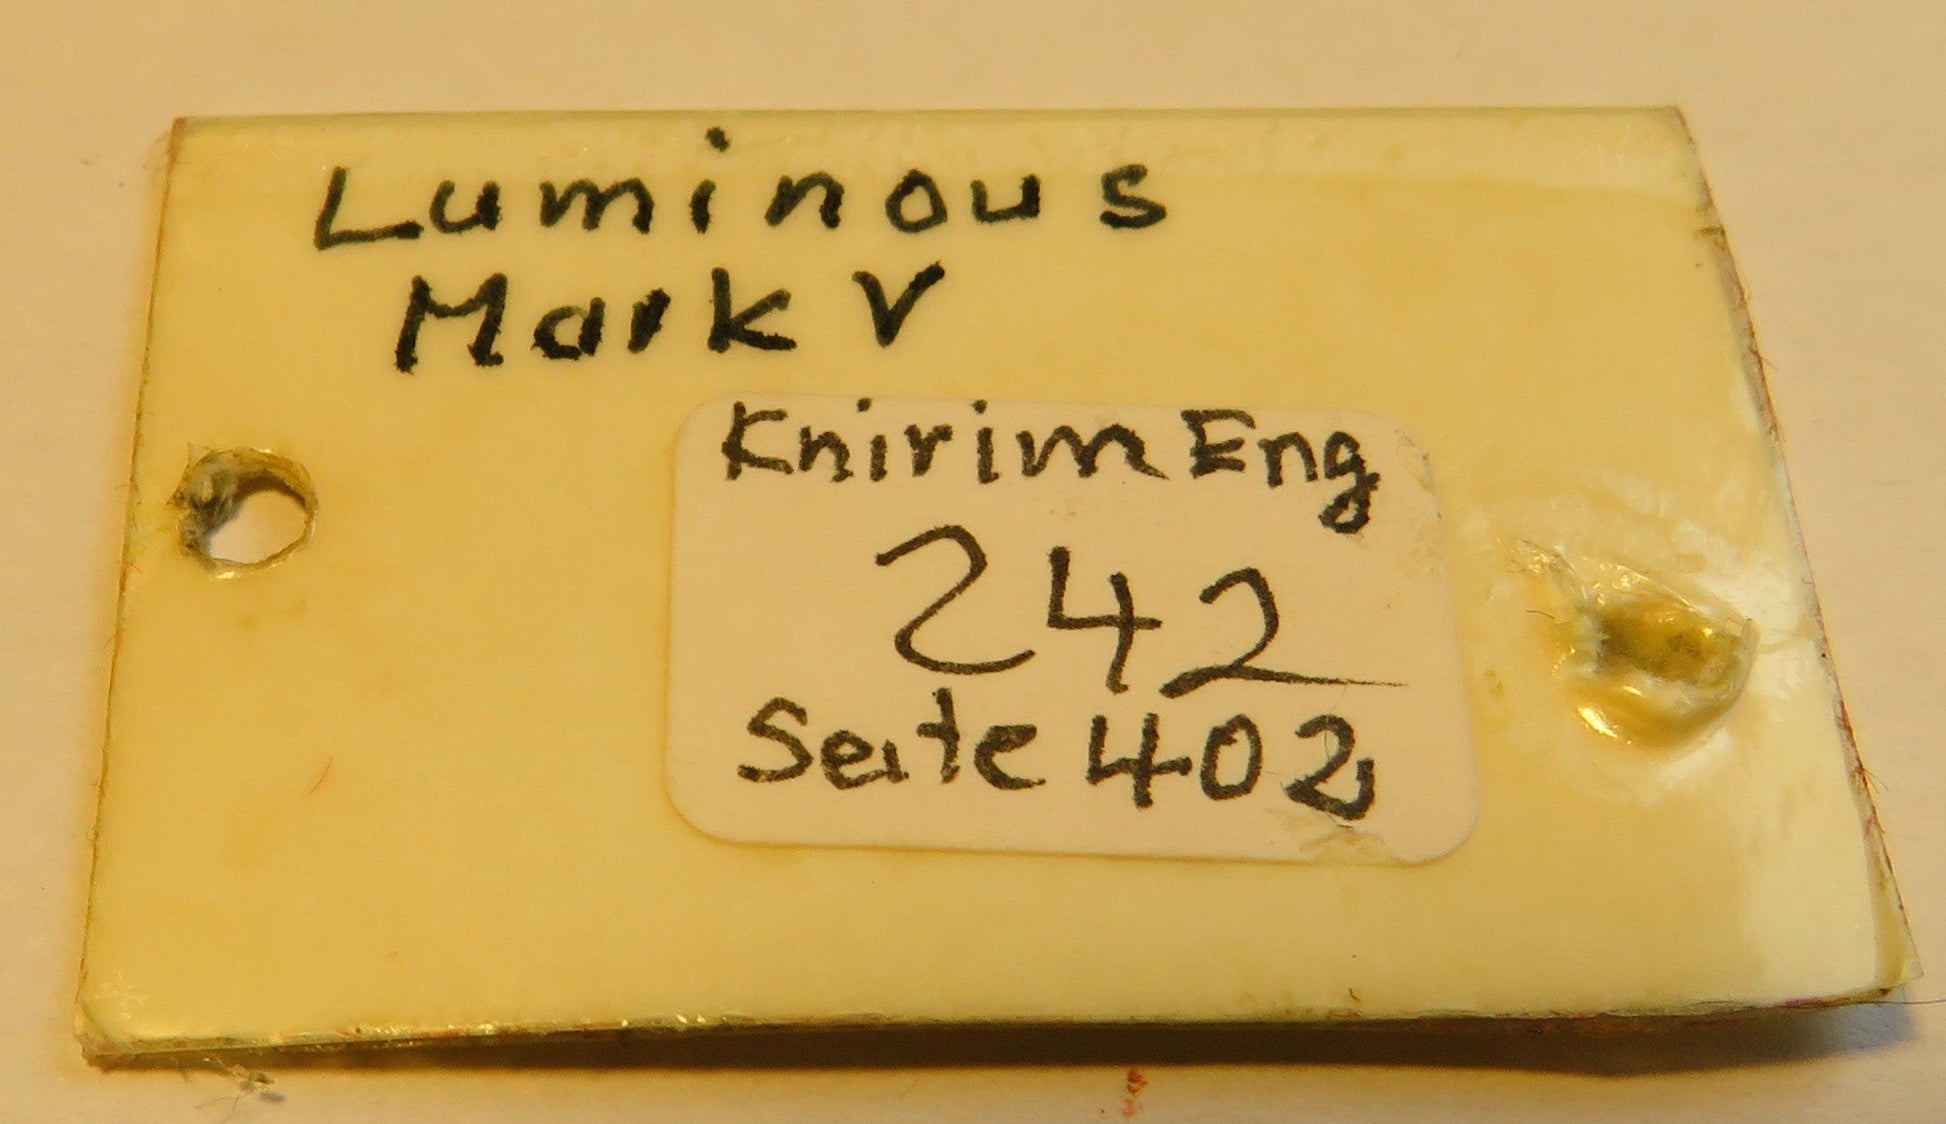 Luminous
Mark V
Knirim Eng
242
Seite 402